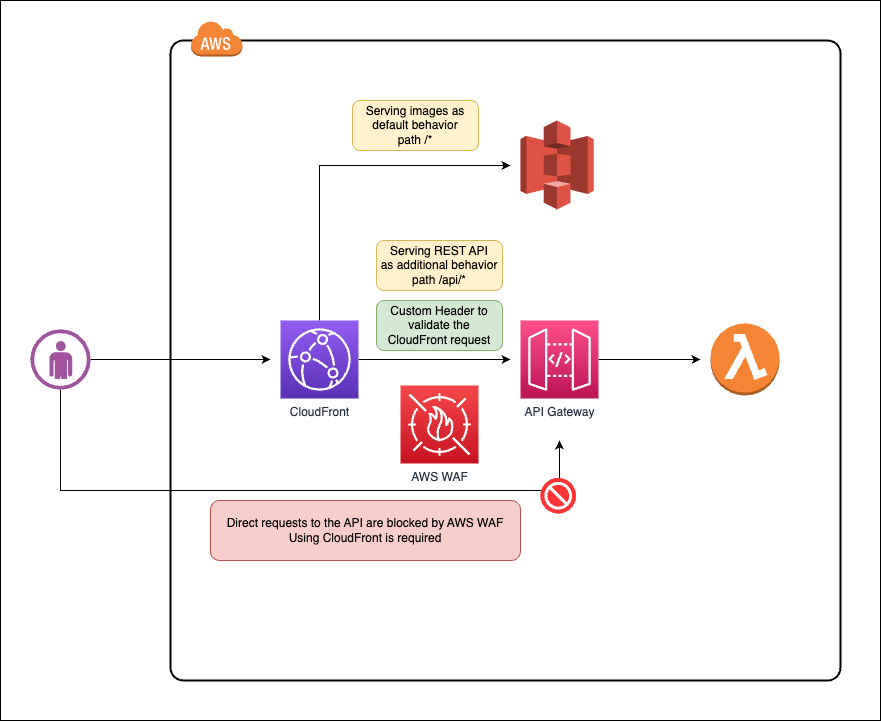 AWS
Serving images as
default behavior
path /*
Serving REST API
as additional behavior
path /api/*
Custom Header to
validate the
CloudFront request
CloudFront
</>
API Gateway
AWS WAF
Direct requests to the API are blocked by AWS WAF
Using CloudFront is required